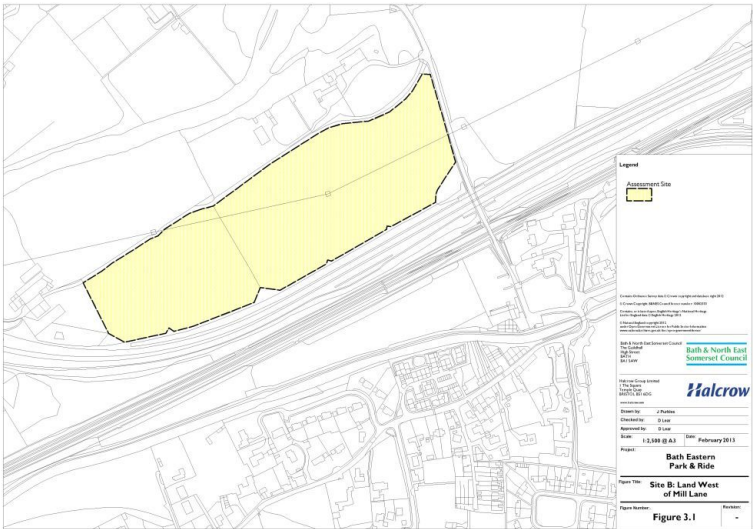 Legend
Assessment Site
Bath & North East Somerset Council
The Guildhall
High Street
BATH
BA1 5AW
Bath & North East
Somerset Council
Halcrow Group Limited
1 The Square
Temple Quay
BRISTOL BS1 6DG
Halcrow
Drawn by: J Purkiss
Checked by: D Lear
Approved by: D Lear
Scale: 1:2,500 @ A3 Date: February 2013
Project:
Bath Eastern
Park & Ride
Figure Title: Site B: Land West
of Mill Lane
Figure Number: Revision:
Figure 3.1 -